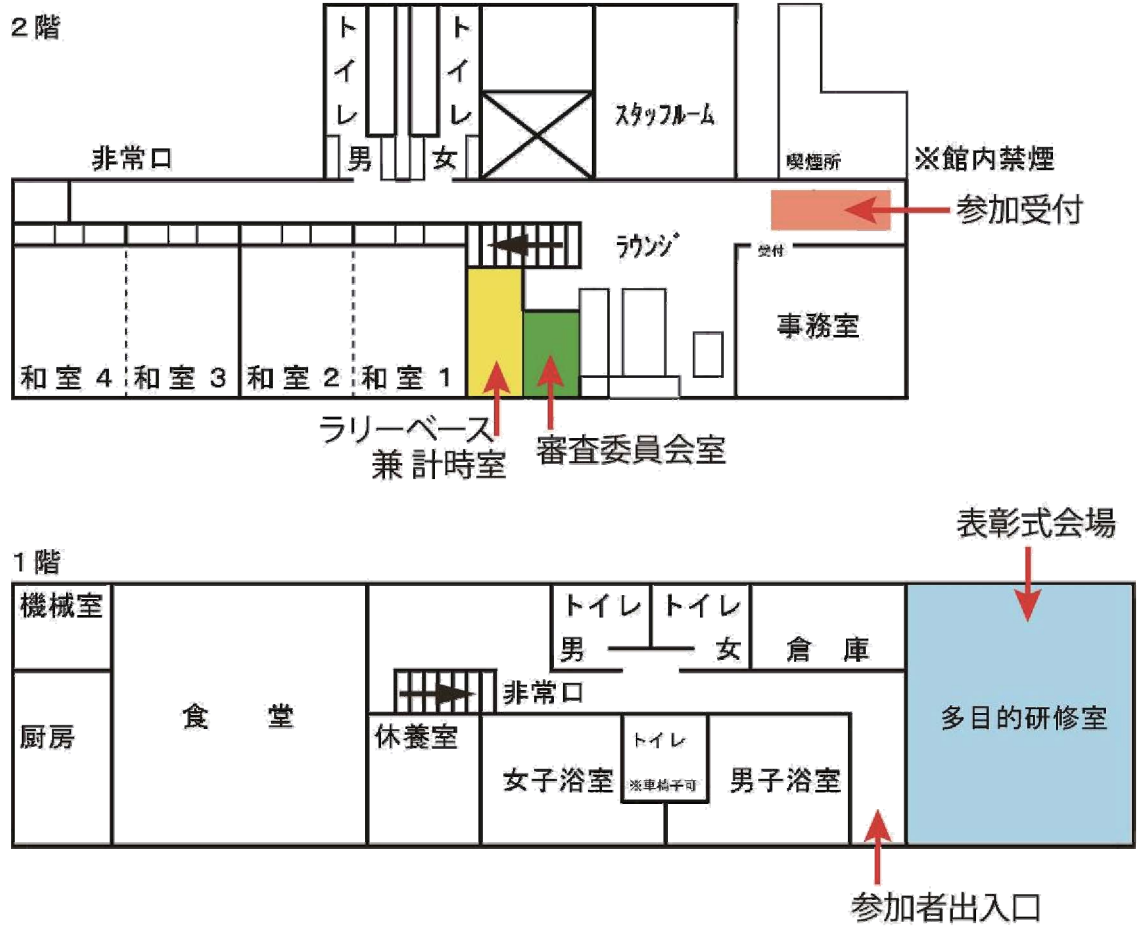 2階
トイレ
トイレ
男
女
スタッフルーム
非常口
喫煙所
※館内禁煙
参加受付
ラウンジ
受付
事務室
和室4
和室3
和室2
和室1
ラリーベース
兼 計時室
審査委員会室
表彰式会場
1階
機械室
トイレ
トイレ
男
女
倉 庫
非常口
厨房
食 堂
休養室
女子浴室
トイレ
※車椅子可
男子浴室
多目的研修室
参加者出入口